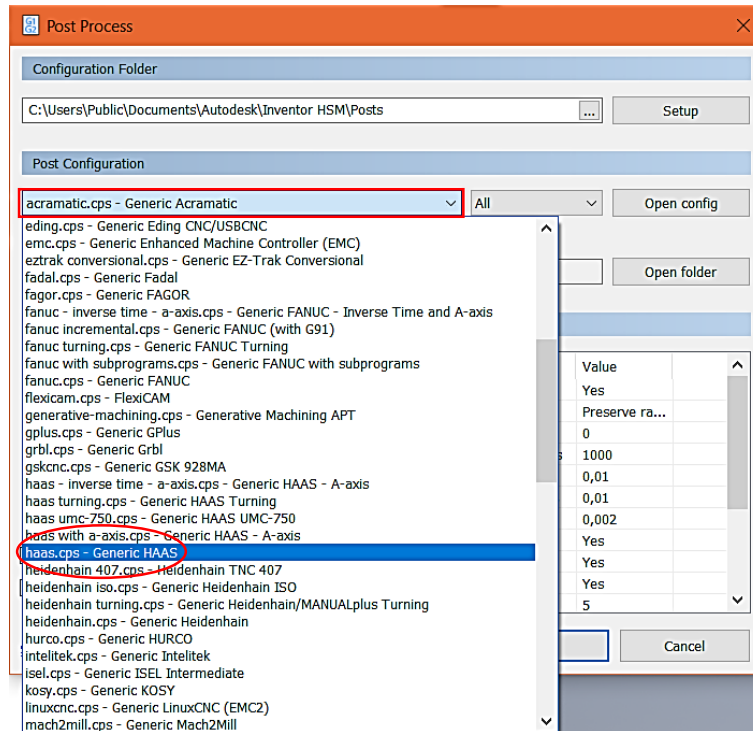 G1
G2
Post Process
Configuration Folder
C:\Users\Public\Documents\Autodesk\Inventor HSM\Posts
...
Setup
Post Configuration
acramatic.cps - Generic Acramatic
All
Open config
eding.cps - Generic Eding CNC/USBCNC
emc.cps - Generic Enhanced Machine Controller (EMC)
eztrak conversional.cps - Generic EZ-Trak Conversional
fadal.cps - Generic Fadal
Open folder
fagor.cps - Generic FAGOR
fanuc - inverse time - a-axis.cps - Generic FANUC - Inverse Time and A-axis
fanuc incremental.cps - Generic FANUC (with G91)
fanuc turning.cps - Generic FANUC Turning
fanuc with subprograms.cps - Generic FANUC with subprograms
Value
fanuc.cps - Generic FANUC
Yes
flexicam.cps - FlexiCAM
generative-machining.cps - Generative Machining APT
Preserve ra...
gplus.cps - Generic GPlus
0
grbl.cps - Generic Grbl
1000
gskcnc.cps - Generic GSK 928MA
0,01
haas - inverse time - a-axis.cps - Generic HAAS - A-axis
haas turning.cps - Generic HAAS Turning
0,01
haas umc-750.cps - Generic HAAS UMC-750
0,002
haas with a-axis.cps - Generic HAAS - A-axis
Yes
haas.cps - Generic HAAS
Yes
heidenhain 407.cps - Heidenhain TNC 407
heidenhain iso.cps - Generic Heidenhain ISO
Yes
heidenhain turning.cps - Generic Heidenhain/MANUALplus Turning
5
heidenhain.cps - Generic Heidenhain
hurco.cps - Generic HURCO
Cancel
intelitek.cps - Generic Intelitek
isel.cps - Generic ISEL Intermediate
kosy.cps - Generic KOSY
linuxcnc.cps - Generic LinuxCNC (EMC2)
mach2mill.cps - Generic Mach2Mill